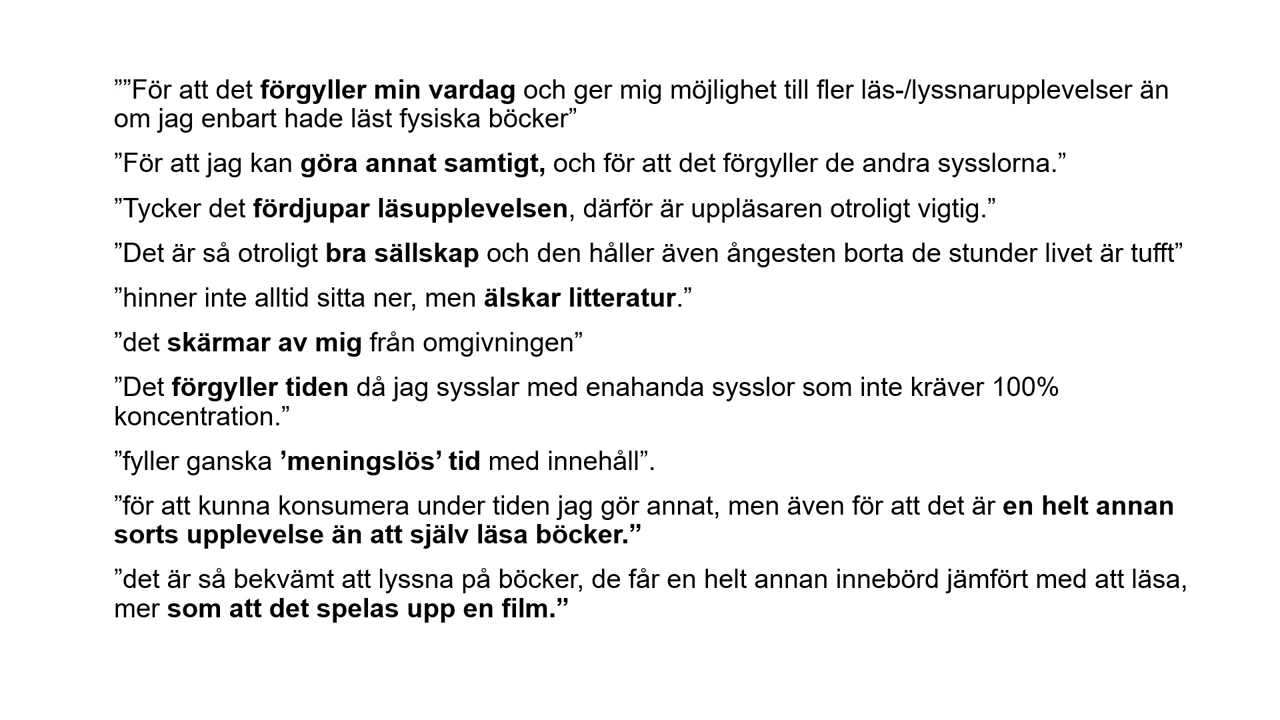 ””För att det förgyller min vardag och ger mig möjlighet till fler läs-/lyssnarupplevelser än
om jag enbart hade läst fysiska böcker”
”För att jag kan göra annat samtigt, och för att det förgyller de andra sysslorna.”
”Tycker det fördjupar läsupplevelsen, därför är uppläsaren otroligt vigtig.”
”Det är så otroligt bra sällskap och den håller även ångesten borta de stunder livet är tufft”
”hinner inte alltid sitta ner, men älskar litteratur.”
”det skärmar av mig från omgivningen”
”Det förgyller tiden då jag sysslar med enahanda sysslor som inte kräver 100%
koncentration.”
”fyller ganska ’meningslös’ tid med innehåll”.
”för att kunna konsumera under tiden jag gör annat, men även för att det är en helt annan
sorts upplevelse än att själv läsa böcker.”
”det är så bekvämt att lyssna på böcker, de får en helt annan innebörd jämfört med att läsa,
mer som att det spelas upp en film.”